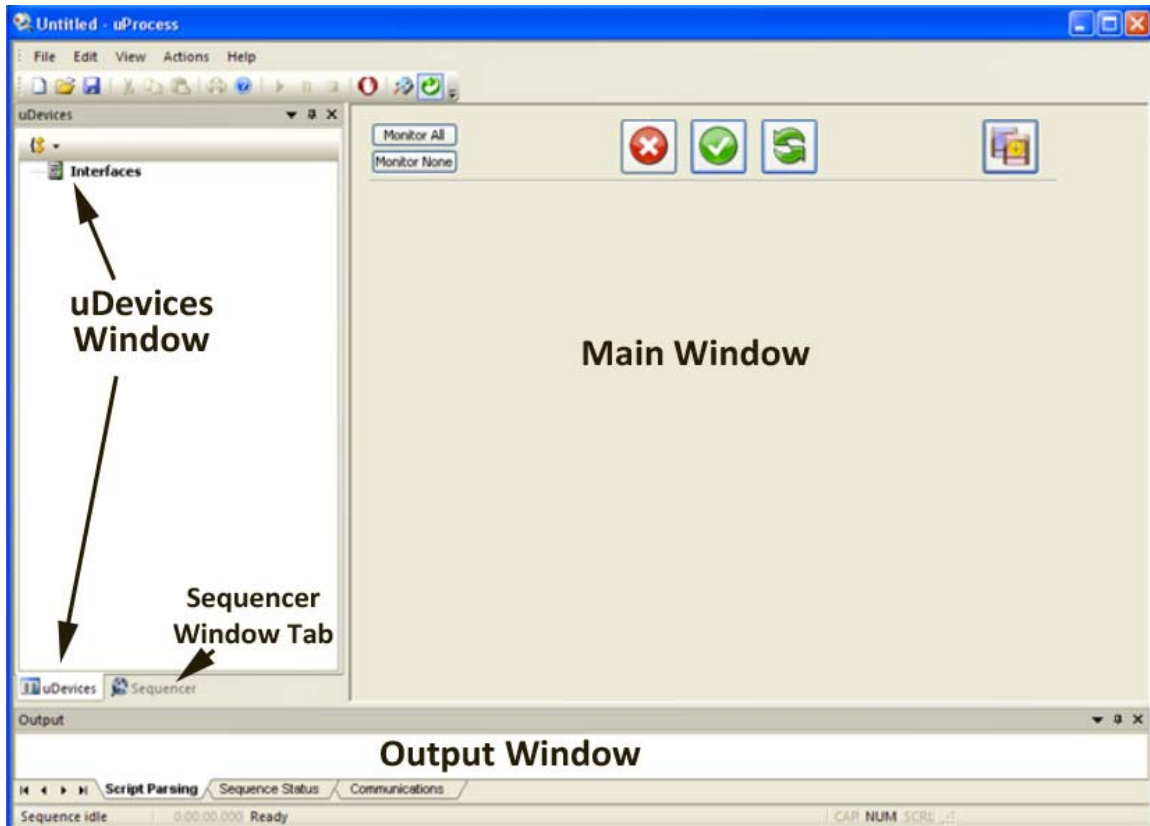 Untitled - uProcess
File Edit View Actions Help
uDevices
Monitor All
Monitor None
Interfaces
uDevices
Window
Main Window
Sequencer
Window Tab
uDevices Sequencer
Output
Output Window
Script Parsing Sequence Status Communications
Sequence idle 0:00:00.000 Ready CAP NUM SCRL